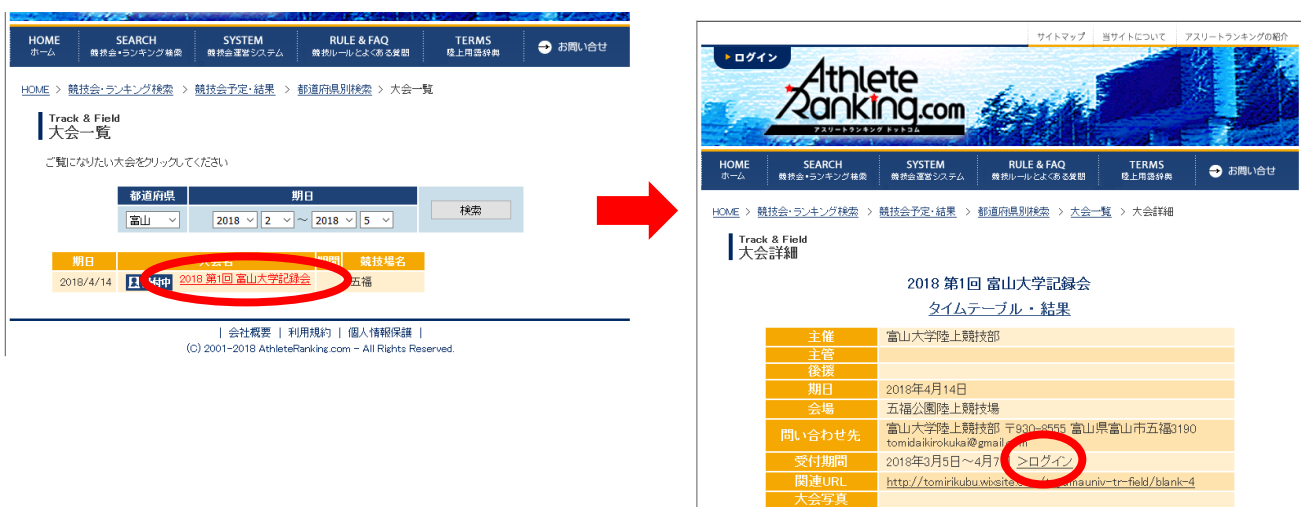 HOME SEARCH SYSTEM RULE & FAQ TERMS
ホーム 競技会・ランキング検索 競技会運営システム 競技ルールとよくある質問 陸上用語辞典 お問い合せ
HOME > 競技会・ランキング検索 > 競技会予定・結果 > 都道府県別検索 > 大会一覧
Track & Field
大会一覧
ご覧になりたい大会をクリックしてください
都道府県 期日
富山 2018 2 ～ 2018 5 検索
期日 大会名 期間 競技場名
2018/4/14 付中 2018 第1回 富山大学記録会 五福
| 会社概要 | 利用規約 | 個人情報保護 |
(C) 2001-2018 AthleteRanking.com - All Rights Reserved.
サイトマップ 当サイトについて アスリートランキングの紹介
ログイン
Athlete
Ranking.com
アスリートランキング ドットコム
HOME SEARCH SYSTEM RULE & FAQ TERMS
ホーム 競技会・ランキング検索 競技会運営システム 競技ルールとよくある質問 陸上用語辞典 お問い合せ
HOME > 競技会・ランキング検索 > 競技会予定・結果 > 都道府県別検索 > 大会一覧 > 大会詳細
Track & Field
大会詳細
2018 第1回 富山大学記録会
タイムテーブル ・ 結果
主催 富山大学陸上競技部
主管
後援
期日 2018年4月14日
会場 五福公園陸上競技場
問い合わせ先 富山大学陸上競技部 〒930-8555 富山県富山市五福3190
tomidaikirokukai@gmail.
受付期間 2018年3月5日～4月7 >ログイン
関連URL http://tomirikubu.wixsite. mauniv-tr-field/blank-4
大会写真